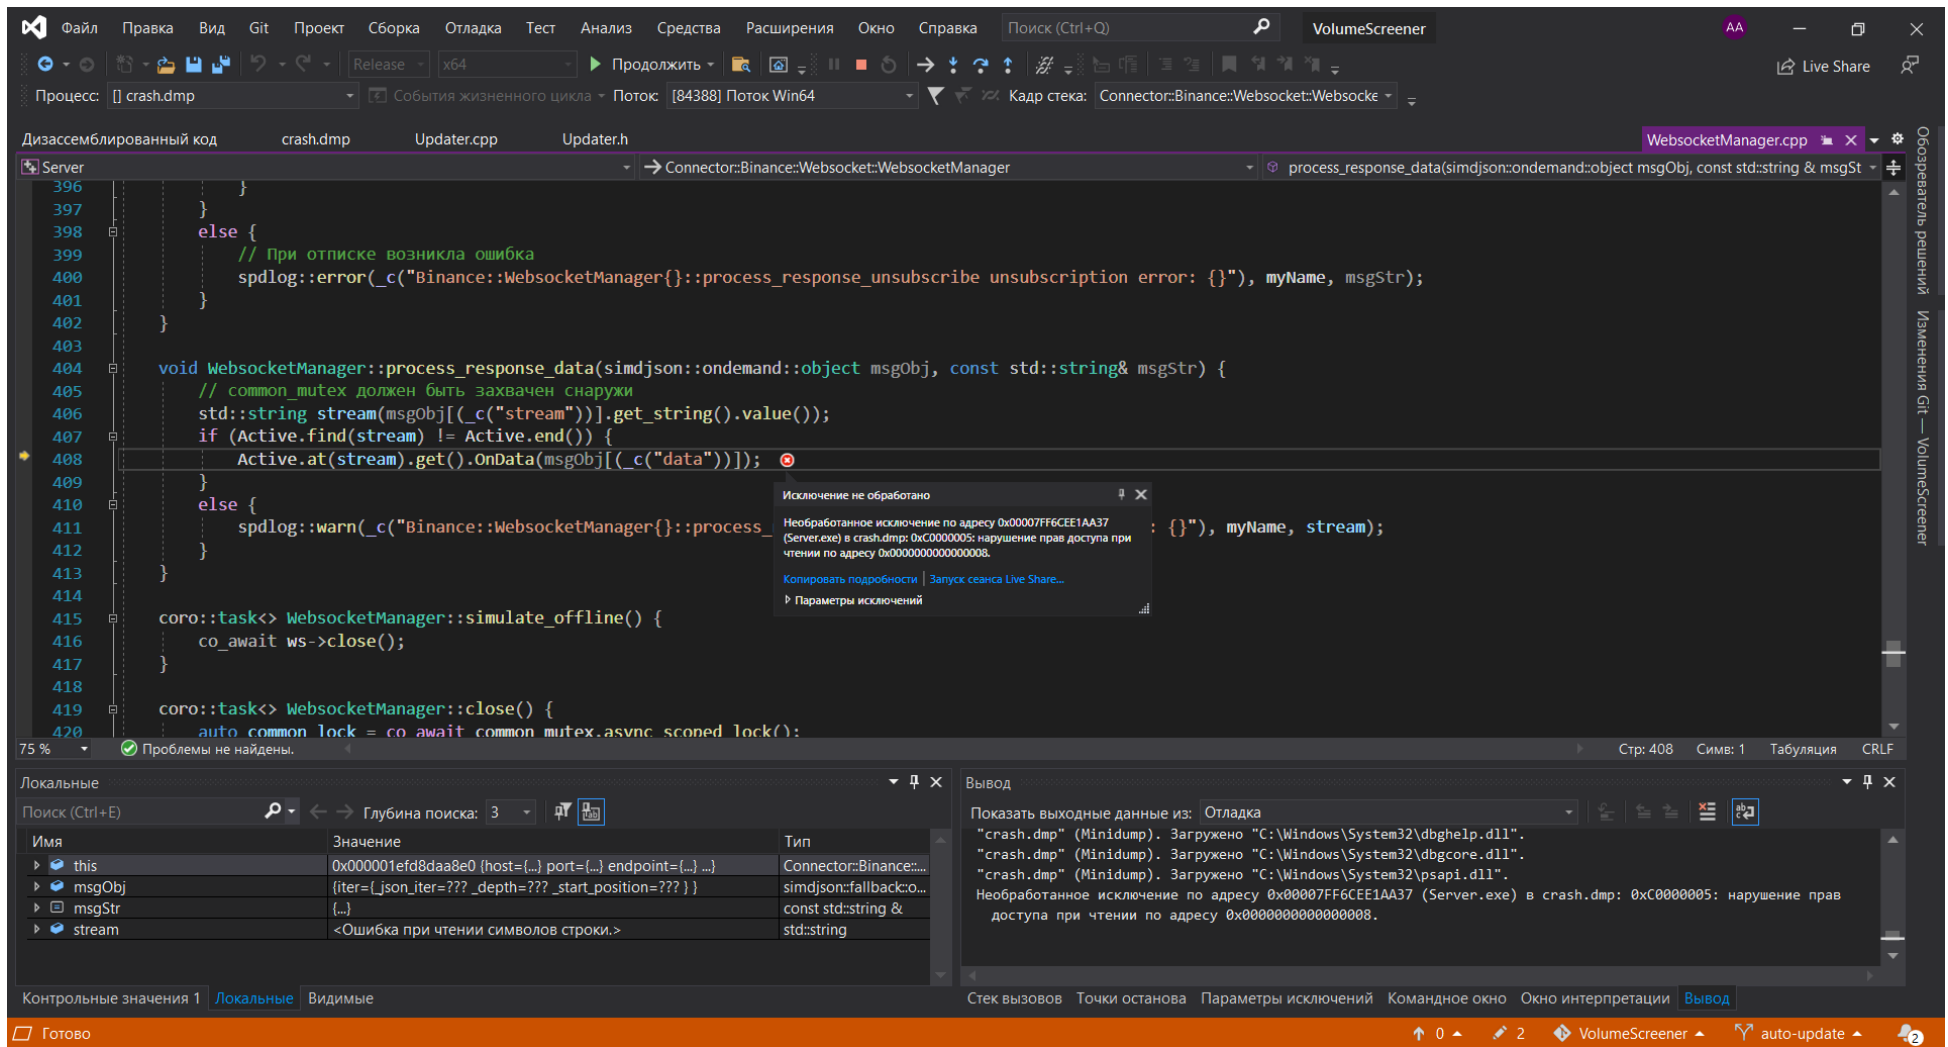 Файл Правка Вид Git Проект Сборка Отладка Тест Анализ Средства Расширения Окно Справка Поиск (Ctrl+Q) VolumeScreener AA
Release x64 Продолжить Live Share
Процесс: [] crash.dmp События жизненного цикла Поток: [84388] Поток Win64 Кадр стека: Connector::Binance::Websocket::Websocke
Дизассемблированный код crash.dmp Updater.cpp Updater.h WebsocketManager.cpp
Server Connector::Binance::Websocket::WebsocketManager process_response_data(simdjson::ondemand::object msgObj, const std::string & msgSt
396 }
397 }
398 else {
399 // При отписке возникла ошибка
400 spdlog::error(_c("Binance::WebsocketManager{}::process_response_unsubscribe unsubscription error: {}"), myName, msgStr);
401 }
402 }
403
404 void WebsocketManager::process_response_data(simdjson::ondemand::object msgObj, const std::string& msgStr) {
405 // common_mutex должен быть захвачен снаружи
406 std::string stream(msgObj[(_c("stream"))].get_string().value());
407 if (Active.find(stream) != Active.end()) {
408 Active.at(stream).get().OnData(msgObj[(_c("data"))]);
409 }
410 else {
411 spdlog::warn(_c("Binance::WebsocketManager{}::process_ : {}"), myName, stream);
412 }
413 }
414
415 coro::task<> WebsocketManager::simulate_offline() {
416 co_await ws->close();
417 }
418
419 coro::task<> WebsocketManager::close() {
420 auto common_lock = co_await common_mutex.async_scoped_lock();
Исключение не обработано
Необработанное исключение по адресу 0x00007FF6CEE1AA37
(Server.exe) в crash.dmp: 0xC0000005: нарушение прав доступа при
чтении по адресу 0x0000000000000008.
Копировать подробности Запуск сеанса Live Share...
Параметры исключений
75 % Проблемы не найдены. Стр: 408 Симв: 1 Табуляция CRLF
Обозреватель решений
Изменения Git — VolumeScreener
Локальные
Поиск (Ctrl+E) Глубина поиска: 3
Имя Значение Тип
this 0x000001efd8daa8e0 {host={...} port={...} endpoint={...} ...} Connector::Binance::...
msgObj {iter={_json_iter=??? _depth=??? _start_position=??? } } simdjson::fallback::o...
msgStr {...} const std::string &
stream <Ошибка при чтении символов строки.> std::string
Контрольные значения 1 Локальные Видимые
Вывод
Показать выходные данные из: Отладка
"crash.dmp" (Minidump). Загружено "C:\Windows\System32\dbghelp.dll".
"crash.dmp" (Minidump). Загружено "C:\Windows\System32\dbgcore.dll".
"crash.dmp" (Minidump). Загружено "C:\Windows\System32\psapi.dll".
Необработанное исключение по адресу 0x00007FF6CEE1AA37 (Server.exe) в crash.dmp: 0xC0000005: нарушение прав
доступа при чтении по адресу 0x0000000000000008.
Стек вызовов Точки останова Параметры исключений Командное окно Окно интерпретации Вывод
Готово 0 2 VolumeScreener auto-update 2